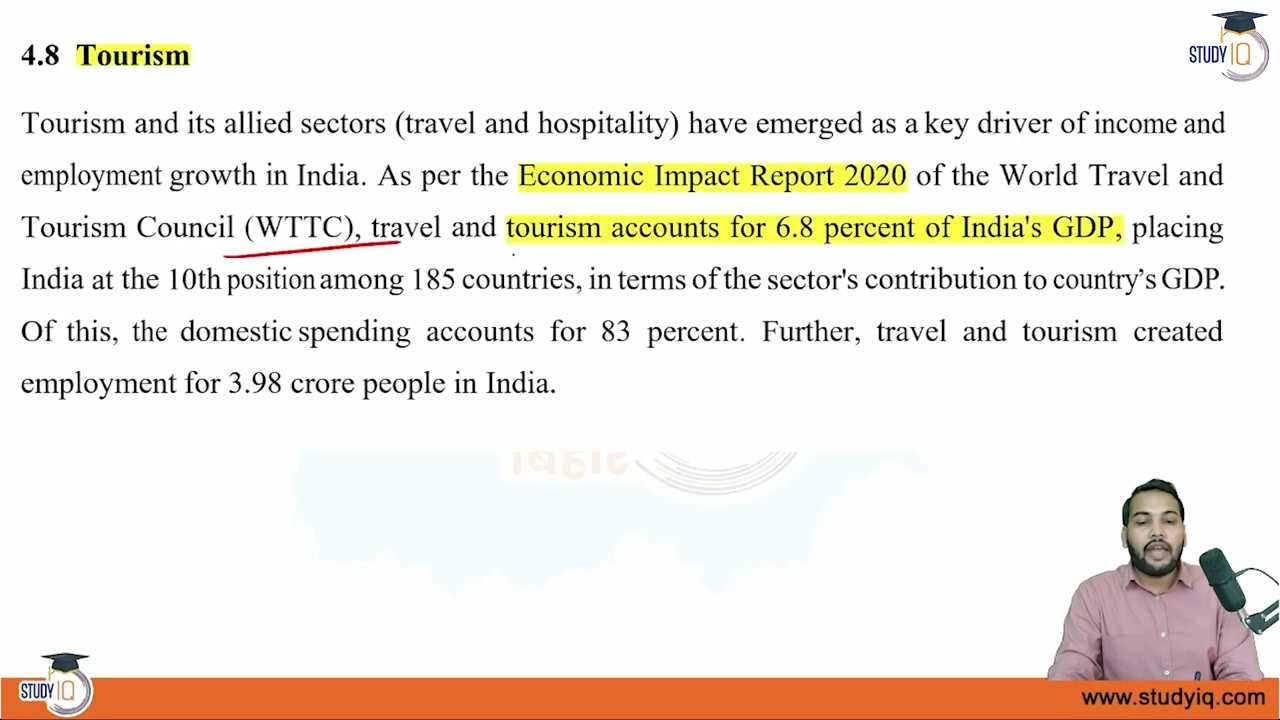 STUDY IQ
4.8 Tourism
Tourism and its allied sectors (travel and hospitality) have emerged as a key driver of income and
employment growth in India. As per the Economic Impact Report 2020 of the World Travel and
Tourism Council (WTTC), travel and tourism accounts for 6.8 percent of India's GDP, placing
India at the 10th position among 185 countries, in terms of the sector's contribution to country’s GDP.
Of this, the domestic spending accounts for 83 percent. Further, travel and tourism created
employment for 3.98 crore people in India.
बिहार
STUDY IQ
www.studyiq.com